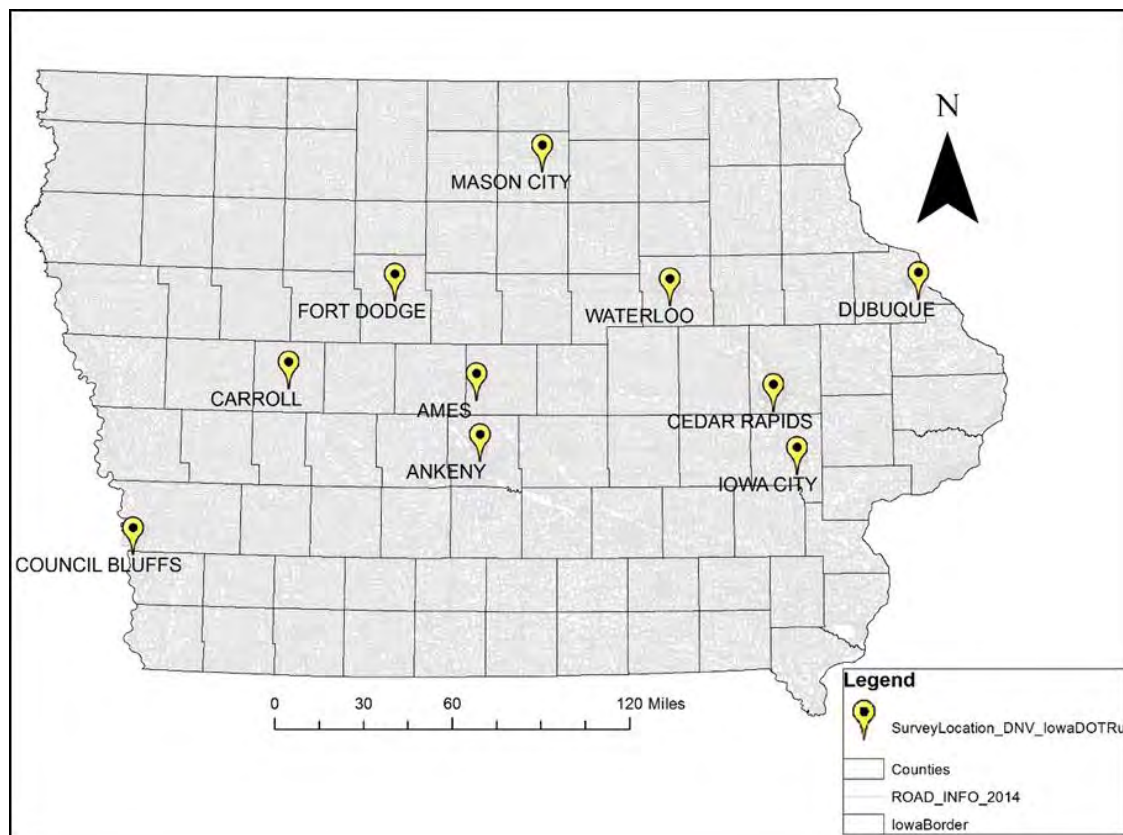 N
MASON CITY
FORT DODGE
WATERLOO
DUBUQUE
CARROLL
AMES
CEDAR RAPIDS
ANKENY
IOWA CITY
COUNCIL BLUFFS
0 30 60 120 Miles
Legend
SurveyLocation_DNV_IowaDOTRu
Counties
ROAD_INFO_2014
IowaBorder